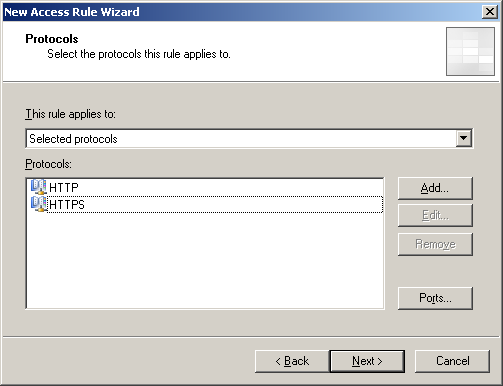 New Access Rule Wizard
Protocols
Select the protocols this rule applies to.
This rule applies to:
Selected protocols
Protocols:
HTTP
HTTPS
Add...
Edit...
Remove
Ports...
< Back
Next >
Cancel